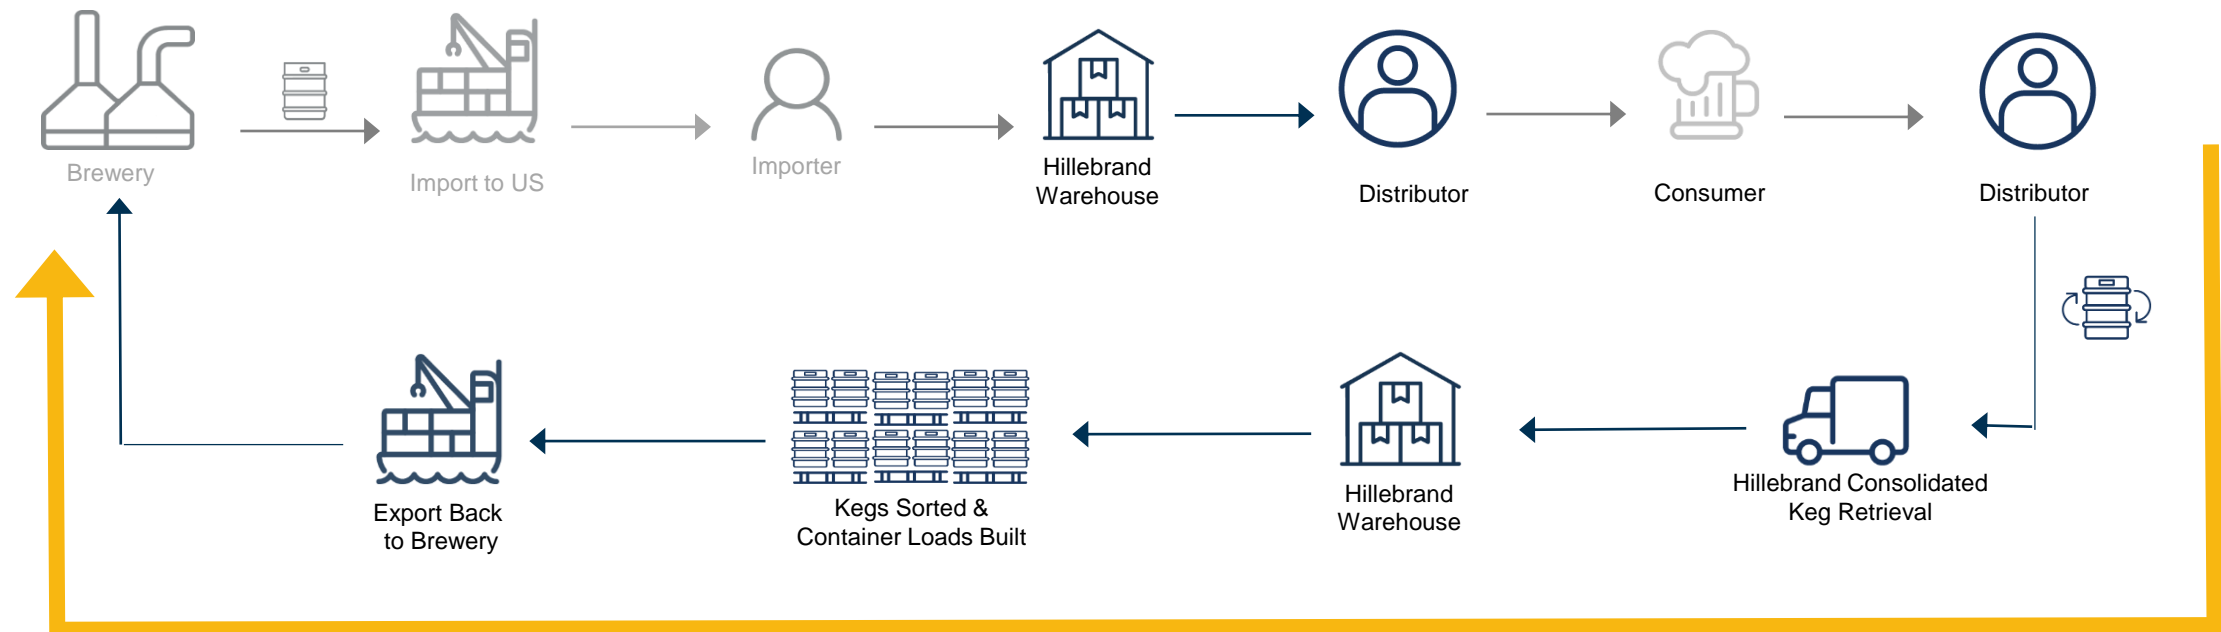 Brewery
Import to US
Importer
Hillebrand
Warehouse
Distributor
Consumer
Distributor
Export Back
to Brewery
Kegs Sorted &
Container Loads Built
Hillebrand
Warehouse
Hillebrand Consolidated
Keg Retrieval